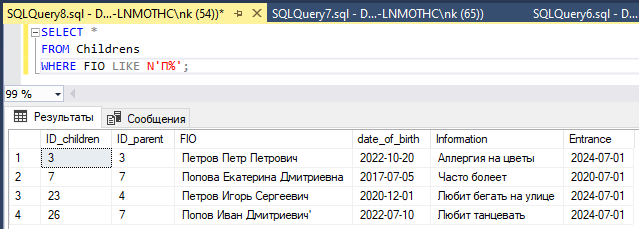 SQLQuery8.sql - D...-LNMOTHC\nk (54))* SQLQuery7.sql - D...-LNMOTHC\nk (65)) SQLQuery6.sql - D...
SELECT *
FROM Childrens
WHERE FIO LIKE N'П%';
99 %
Результаты Сообщения
ID_children ID_parent FIO date_of_birth Information Entrance
1 3 3 Петров Петр Петрович 2022-10-20 Аллергия на цветы 2024-07-01
2 7 7 Попова Екатерина Дмитриевна 2017-07-05 Часто болеет 2020-07-01
3 23 4 Петров Игорь Сергеевич 2020-12-01 Любит бегать на улице 2024-07-01
4 26 7 Попов Иван Дмитриевич' 2022-07-10 Любит танцевать 2024-07-01